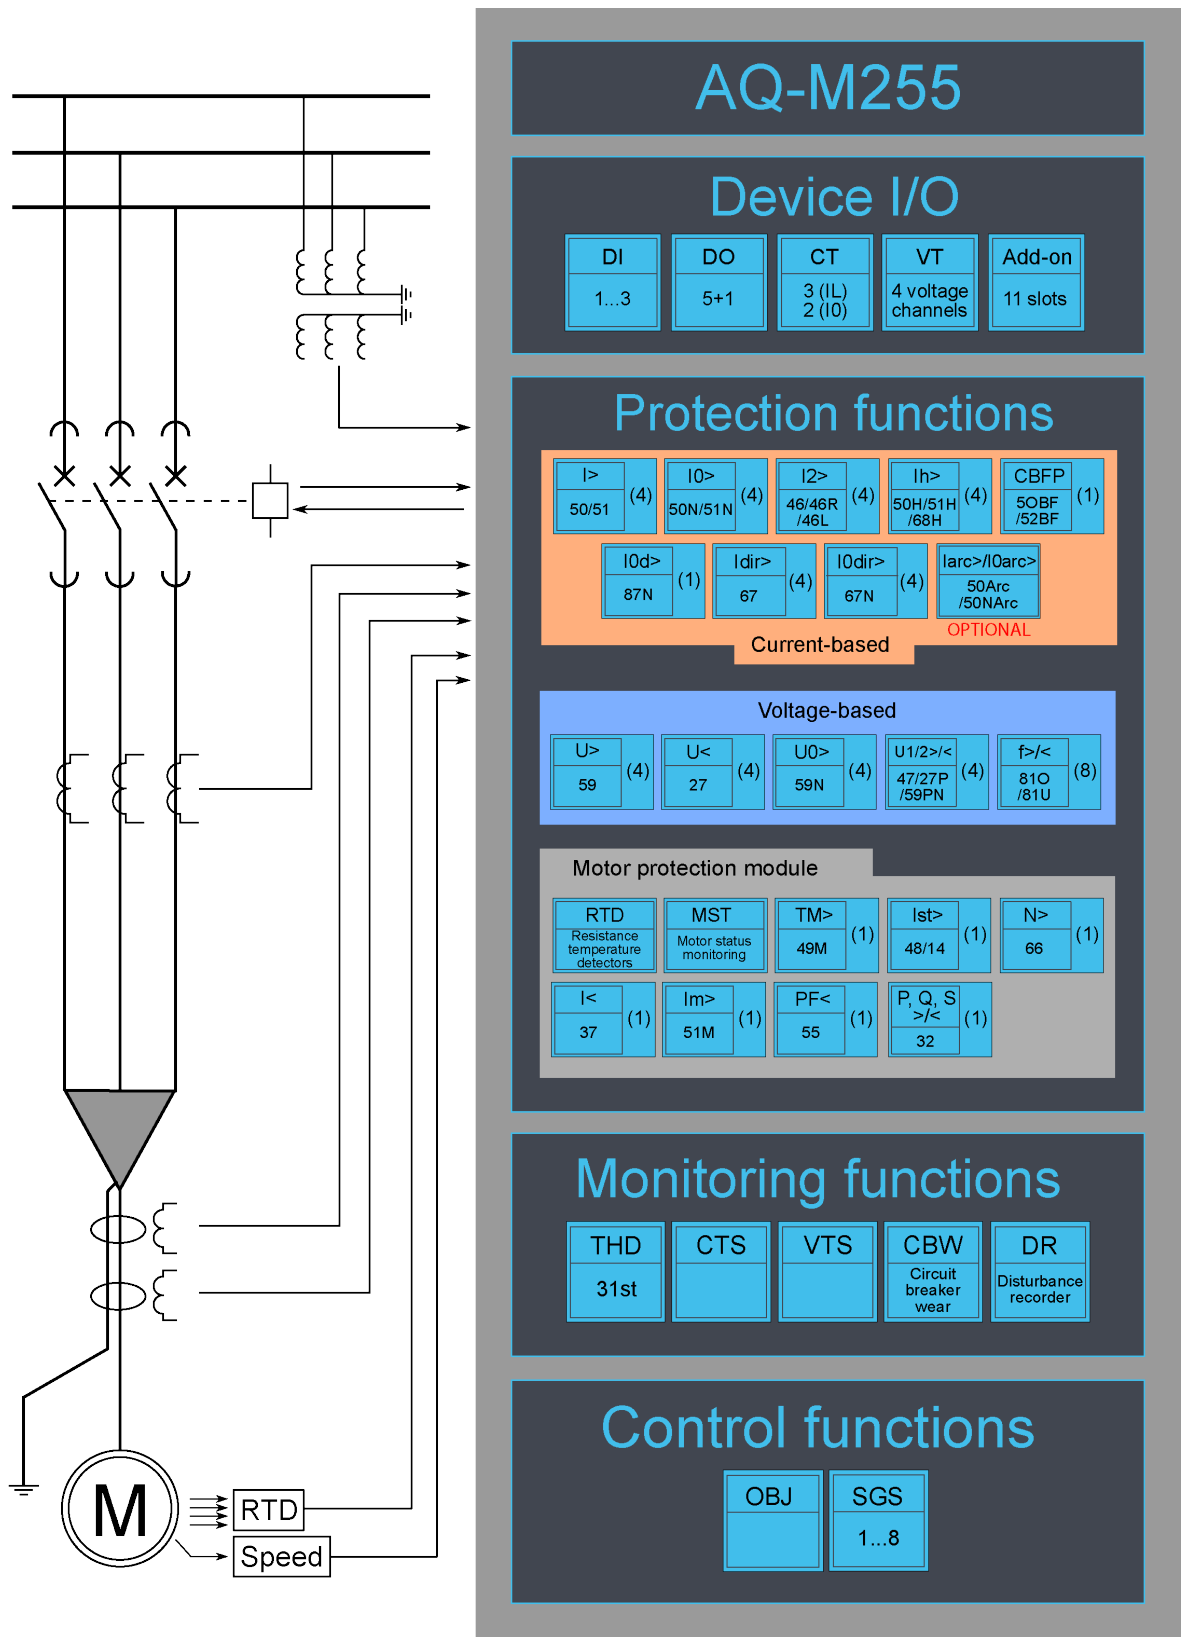 AQ-M255
Device I/O
DI
1...3
DO
5+1
CT
3 (IL)
2 (I0)
VT
4 voltage
channels
Add-on
11 slots
Protection functions
I>
50/51
(4)
I0>
50N/51N
(4)
I2>
46/46R
/46L
(4)
Ih>
50H/51H
/68H
(4)
CBFP
5OBF
/52BF
(1)
I0d>
87N
(1)
Idir>
67
(4)
I0dir>
67N
(4)
Iarc>/I0arc>
50Arc
/50NArc
OPTIONAL
Current-based
Voltage-based
U>
59
(4)
U<
27
(4)
U0>
59N
(4)
U1/2>/<
47/27P
/59PN
(4)
f>/<
81O
/81U
(8)
Motor protection module
RTD
Resistance
temperature
detectors
MST
Motor status
monitoring
TM>
49M
(1)
Ist>
48/14
(1)
N>
66
(1)
I<
37
(1)
Im>
51M
(1)
PF<
55
(1)
P, Q, S
>/<
32
(1)
Monitoring functions
THD
31st
CTS
VTS
CBW
Circuit
breaker
wear
DR
Disturbance
recorder
Control functions
OBJ
SGS
1...8
M
RTD
Speed